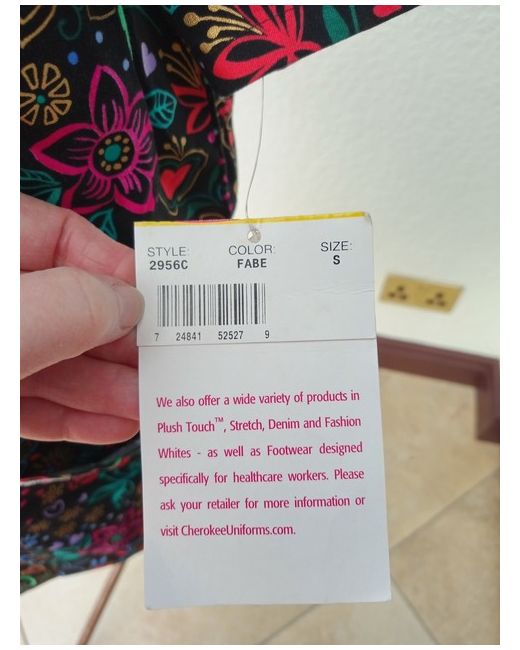 STYLE: COLOR: SIZE:
2956C FABE S
7 24841 52527 9
We also offer a wide variety of products in
Plush Touch™, Stretch, Denim and Fashion
Whites - as well as Footwear designed
specifically for healthcare workers. Please
ask your retailer for more information or
visit CherokeeUniforms.com.